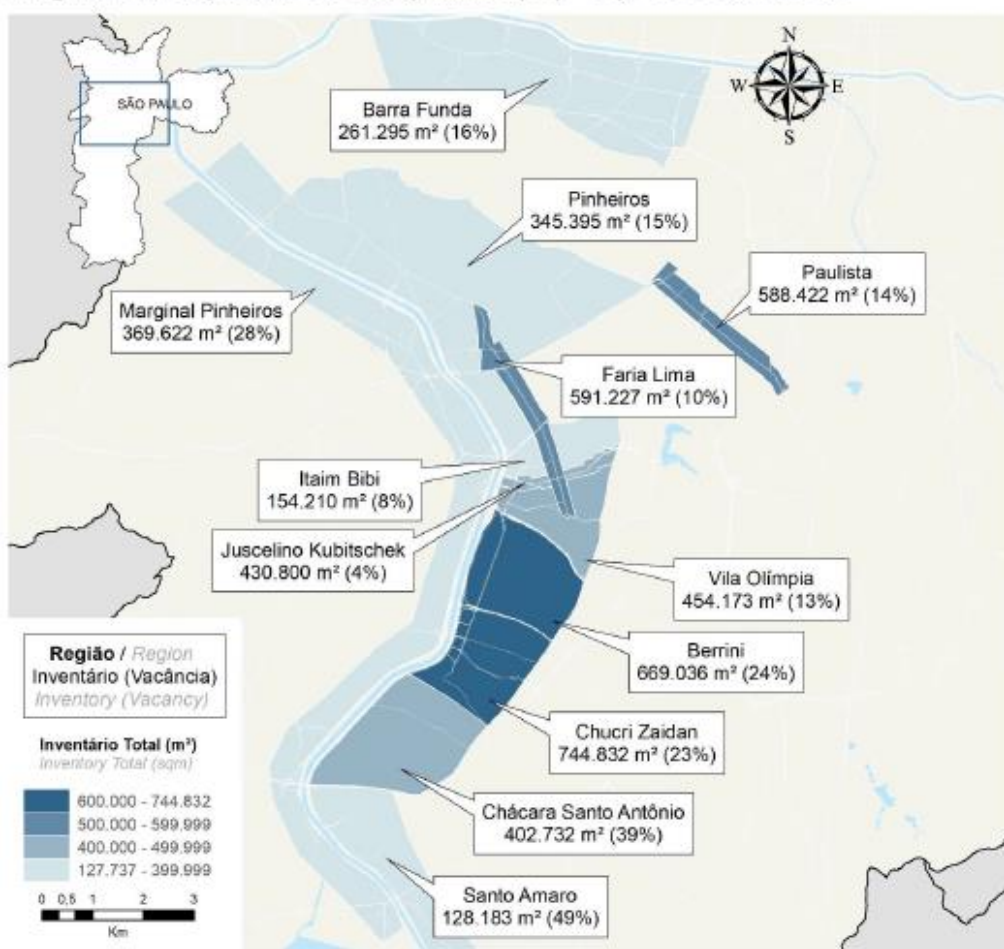 N
W E
S
SÃO PAULO
Barra Funda
261.295 m² (16%)
Pinheiros
345.395 m² (15%)
Paulista
588.422 m² (14%)
Marginal Pinheiros
369.622 m² (28%)
Faria Lima
591.227 m² (10%)
Itaim Bibi
154.210 m² (8%)
Juscelino Kubitschek
430.800 m² (4%)
Vila Olímpia
454.173 m² (13%)
Berrini
669.036 m² (24%)
Chucri Zaidan
744.832 m² (23%)
Chácara Santo Antônio
402.732 m² (39%)
Santo Amaro
128.183 m² (49%)
Região / Region
Inventário (Vacância)
Inventory (Vacancy)
Inventário Total (m²)
Inventory Total (sqm)
600.000 - 744.832
500.000 - 599.999
400.000 - 499.999
127.737 - 399.999
0 0,5 1 2 3
Km